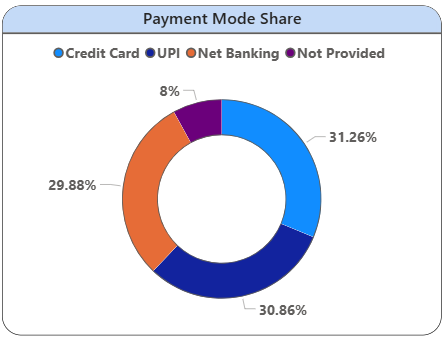 Payment Mode Share
Credit Card UPI Net Banking Not Provided
8%
31.26%
29.88%
30.86%